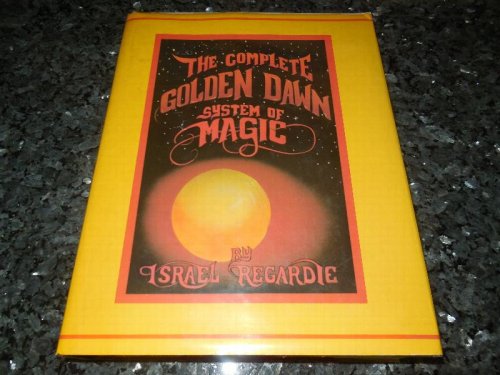 THE COMPLETE
GOLDEN DAWN
SYSTEM OF
MAGIC
BY
ISRAEL REGARDIE